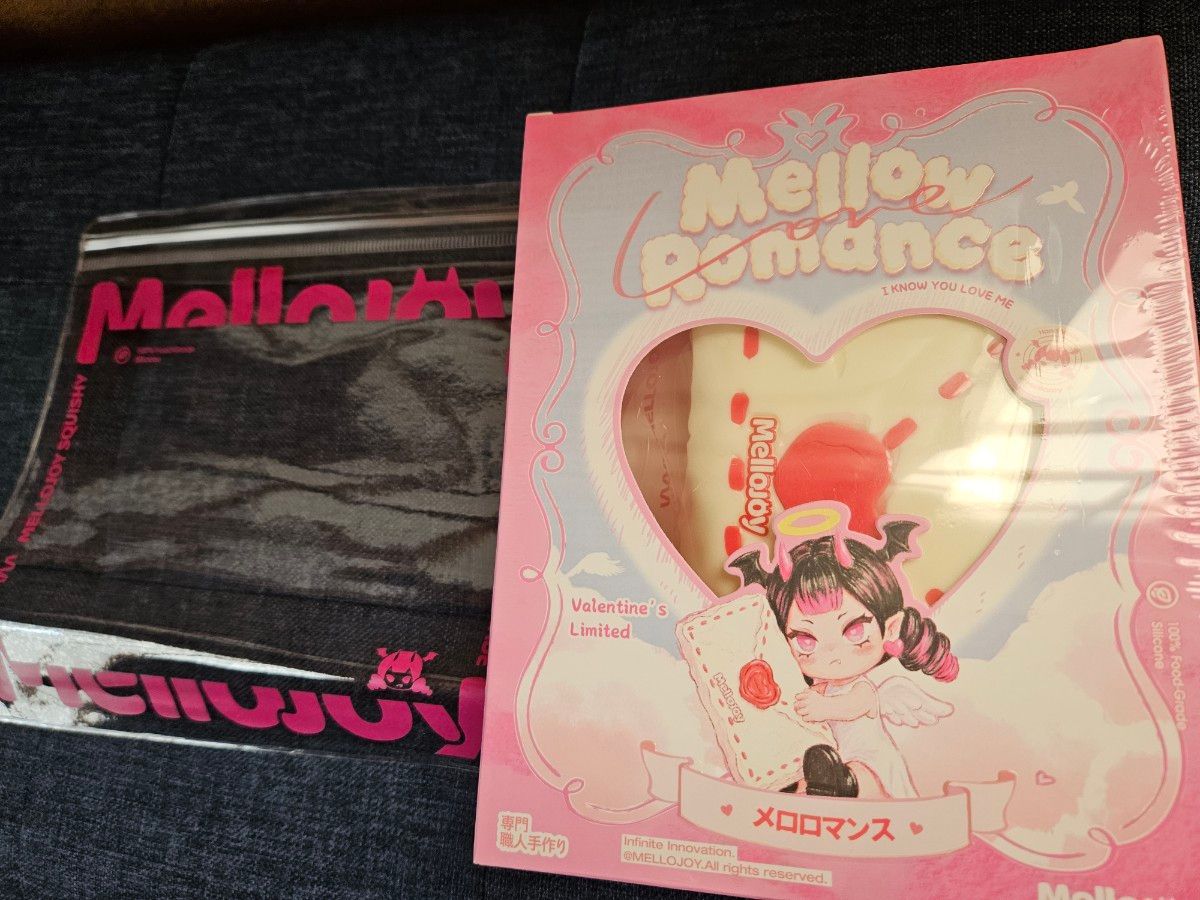 MelloJoy
MELLOJOY SQUISHY
MelloJoy
Mellow
Love
Romance
I KNOW YOU LOVE ME
MelloJoy
Valentine's
Limited
MelloJoy
100% Food-Grade
Silicone
メロロマンス
専門
職人手作り
Infinite Innovation.
@MELLOJOY.All rights reserved.